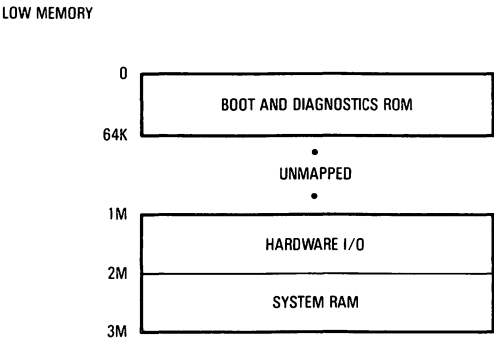 LOW MEMORY
0
BOOT AND DIAGNOSTICS ROM
64K
UNMAPPED
1M
HARDWARE I/O
2M
SYSTEM RAM
3M